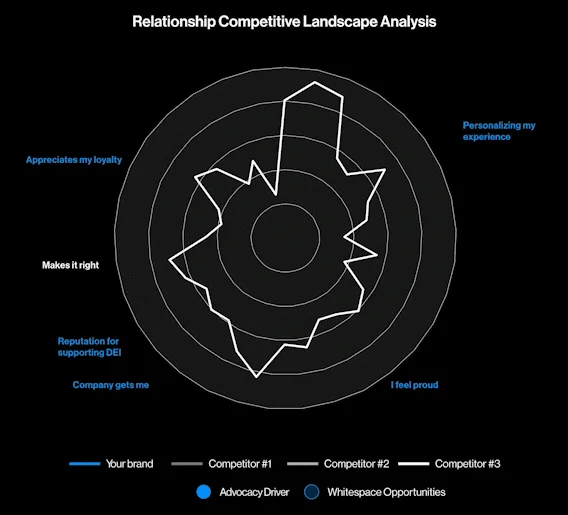 Relationship Competitive Landscape Analysis
Personalizing my
experience
Appreciates my loyalty
Makes it right
Reputation for
supporting DEI
Company gets me
I feel proud
Your brand
Competitor #1
Competitor #2
Competitor #3
Advocacy Driver
Whitespace Opportunities